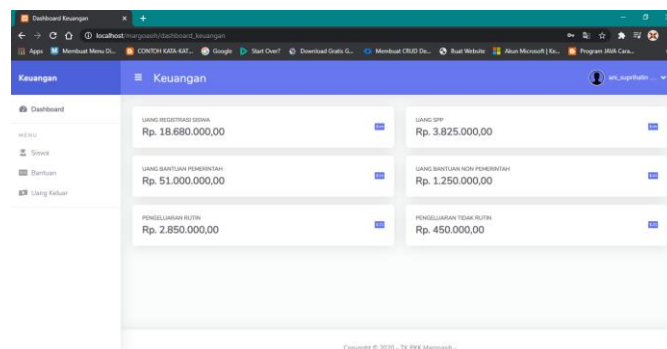 Dashboard Keuangan
localhost/margoasih/dashboard_keuangan
Apps Membuat Menu Di... CONTOH KATA-KAT... Google Start Over? Download Gratis G... Membuat CRUD De... Buat Website Akun Microsoft | Ke... Program JAVA Cara...
Keuangan
Keuangan
ani_suprihatin ...
Dashboard
MENU
Siswa
Bantuan
Uang Keluar
UANG REGISTRASI SISWA
Rp. 18.680.000,00
UANG SPP
Rp. 3.825.000,00
UANG BANTUAN PEMERINTAH
Rp. 51.000.000,00
UANG BANTUAN NON PEMERINTAH
Rp. 1.250.000,00
PENGELUARAN RUTIN
Rp. 2.850.000,00
PENGELUARAN TIDAK RUTIN
Rp. 450.000,00
Copyright © 2020 - TK PKK Margoasih -